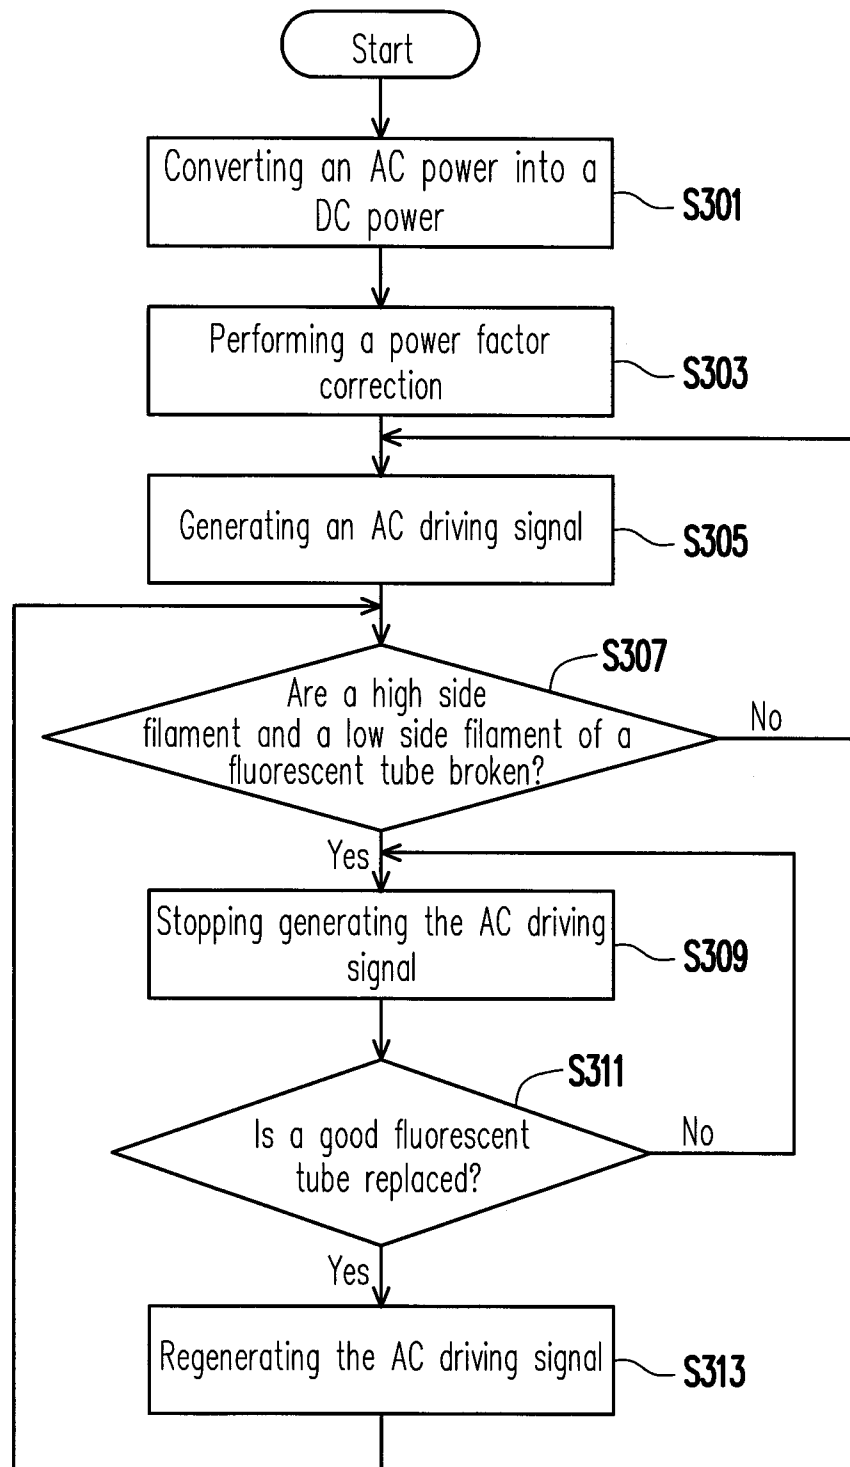 Start
Converting an AC power into a
DC power
S301
Performing a power factor
correction
S303
Generating an AC driving signal
S305
S307
Are a high side
filament and a low side filament of a
fluorescent tube broken?
No
Yes
Stopping generating the AC driving
signal
S309
S311
Is a good fluorescent
tube replaced?
No
Yes
Regenerating the AC driving signal
S313